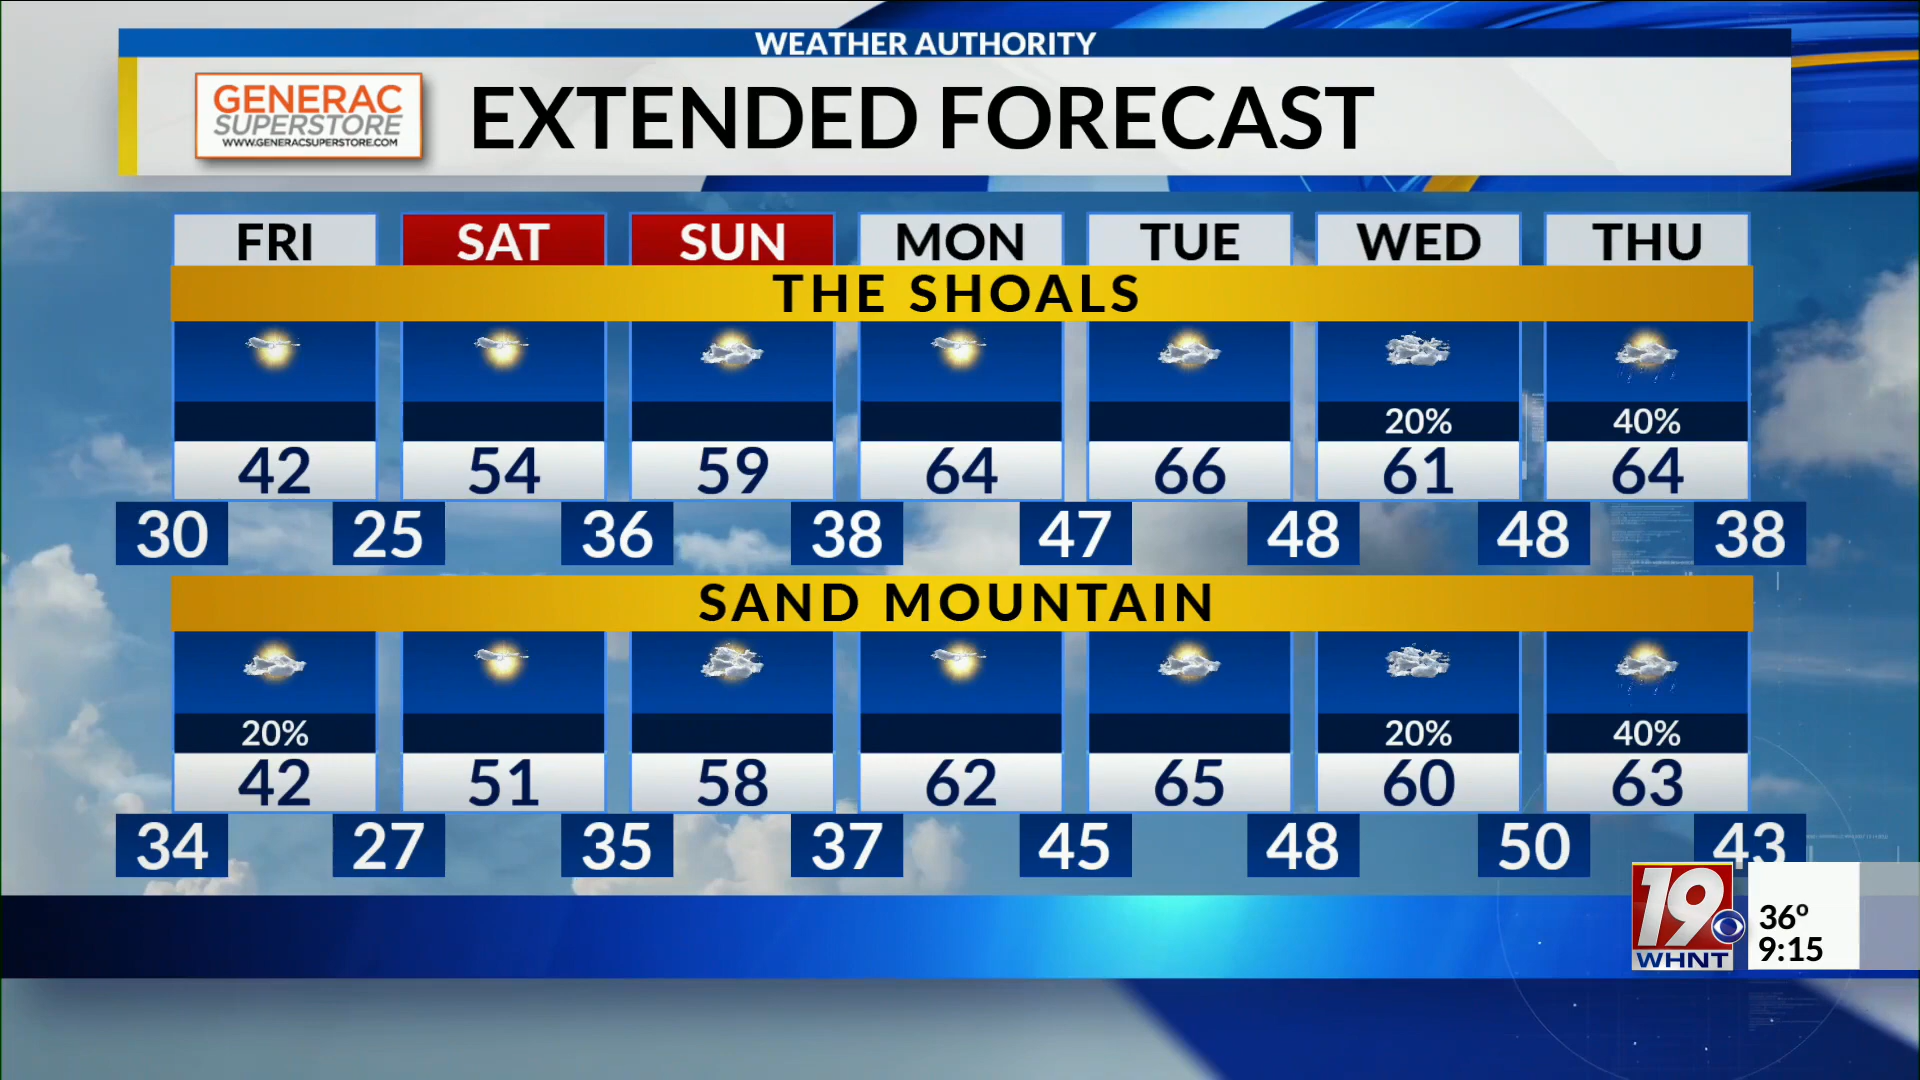 WEATHER AUTHORITY
GENERAC
SUPERSTORE
WWW.GENERACSUPERSTORE.COM
EXTENDED FORECAST
FRI SAT SUN MON TUE WED THU
THE SHOALS
20% 40%
42 54 59 64 66 61 64
30 25 36 38 47 48 48 38
SAND MOUNTAIN
20% 20% 40%
42 51 58 62 65 60 63
34 27 35 37 45 48 50 43
19
WHNT
36º
9:15